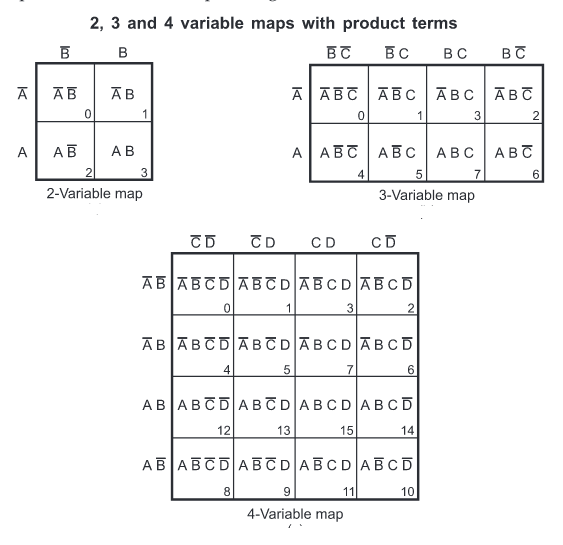 2, 3 and 4 variable maps with product terms
B̅ B
A̅ A̅ B̅ A̅ B
0 1
A A B̅ A B
2 3
2-Variable map
B̅ C̅ B̅ C B C B C̅
A̅ A̅ B̅ C̅ A̅ B̅ C A̅ B C A̅ B C̅
0 1 3 2
A A B̅ C̅ A B̅ C A B C A B C̅
4 5 7 6
3-Variable map
C̅ D̅ C̅ D C D C D̅
A̅ B̅ A̅ B̅ C̅ D̅ A̅ B̅ C̅ D A̅ B̅ C D A̅ B̅ C D̅
0 1 3 2
A̅ B A̅ B C̅ D̅ A̅ B C̅ D A̅ B C D A̅ B C D̅
4 5 7 6
A B A B C̅ D̅ A B C̅ D A B C D A B C D̅
12 13 15 14
A B̅ A B̅ C̅ D̅ A B̅ C̅ D A B̅ C D A B̅ C D̅
8 9 11 10
4-Variable map